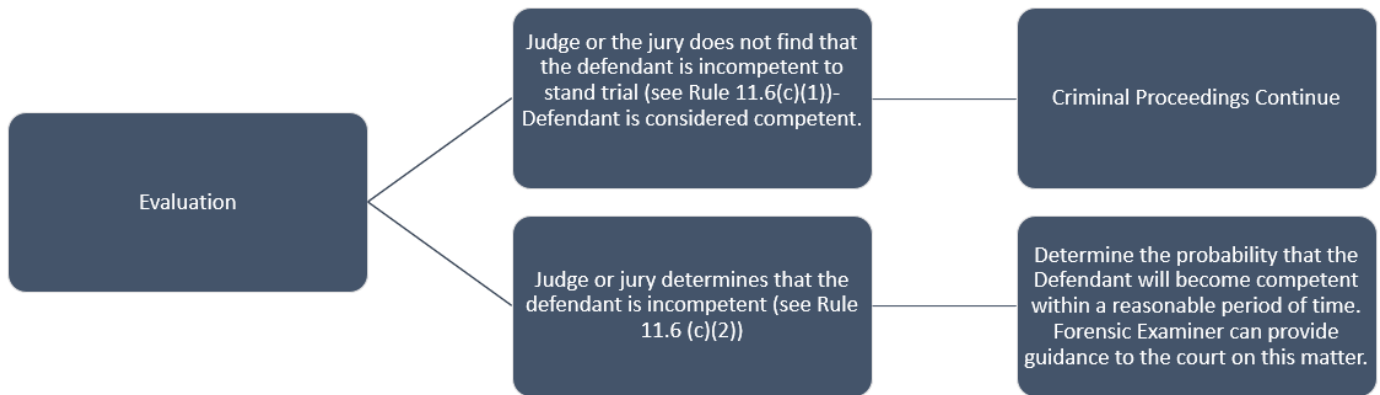 Evaluation
Judge or the jury does not find that
the defendant is incompetent to
stand trial (see Rule 11.6(c)(1))-
Defendant is considered competent.
Criminal Proceedings Continue
Judge or jury determines that the
defendant is incompetent (see Rule
11.6 (c)(2))
Determine the probability that the
Defendant will become competent
within a reasonable period of time.
Forensic Examiner can provide
guidance to the court on this matter.